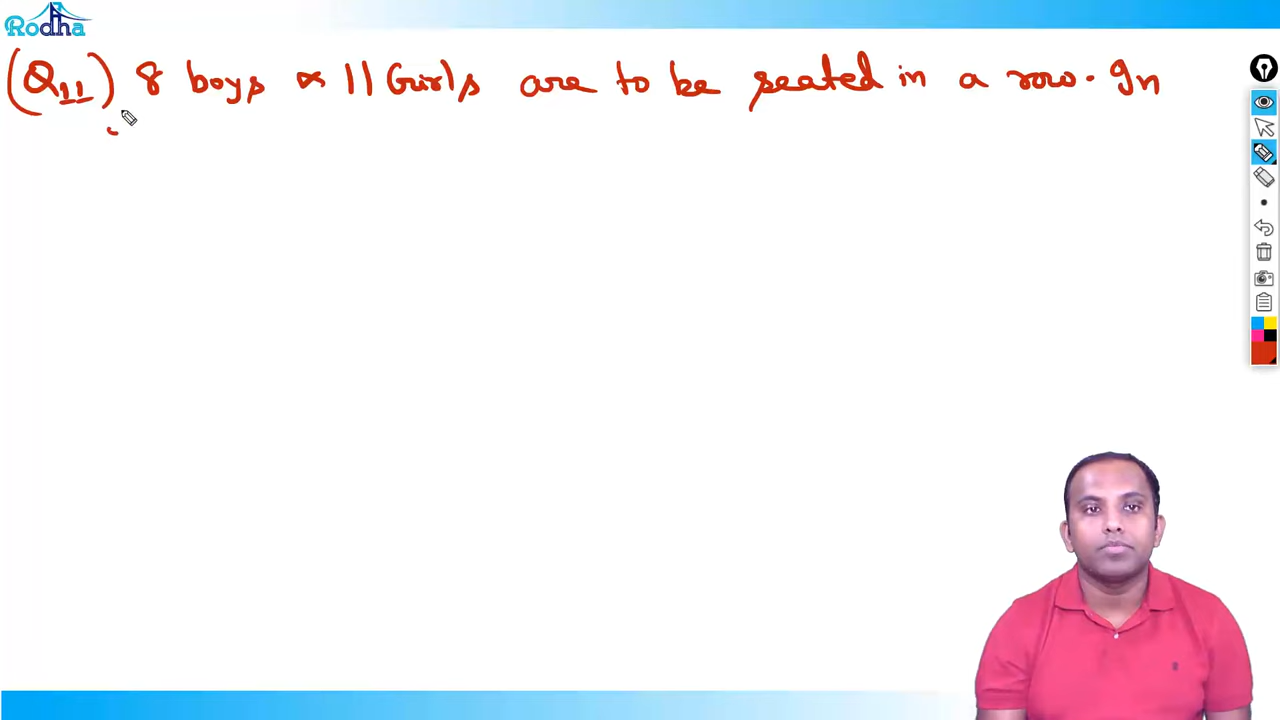 Rodha
(Q11) 8 boys & 11 Girls are to be seated in a row. In